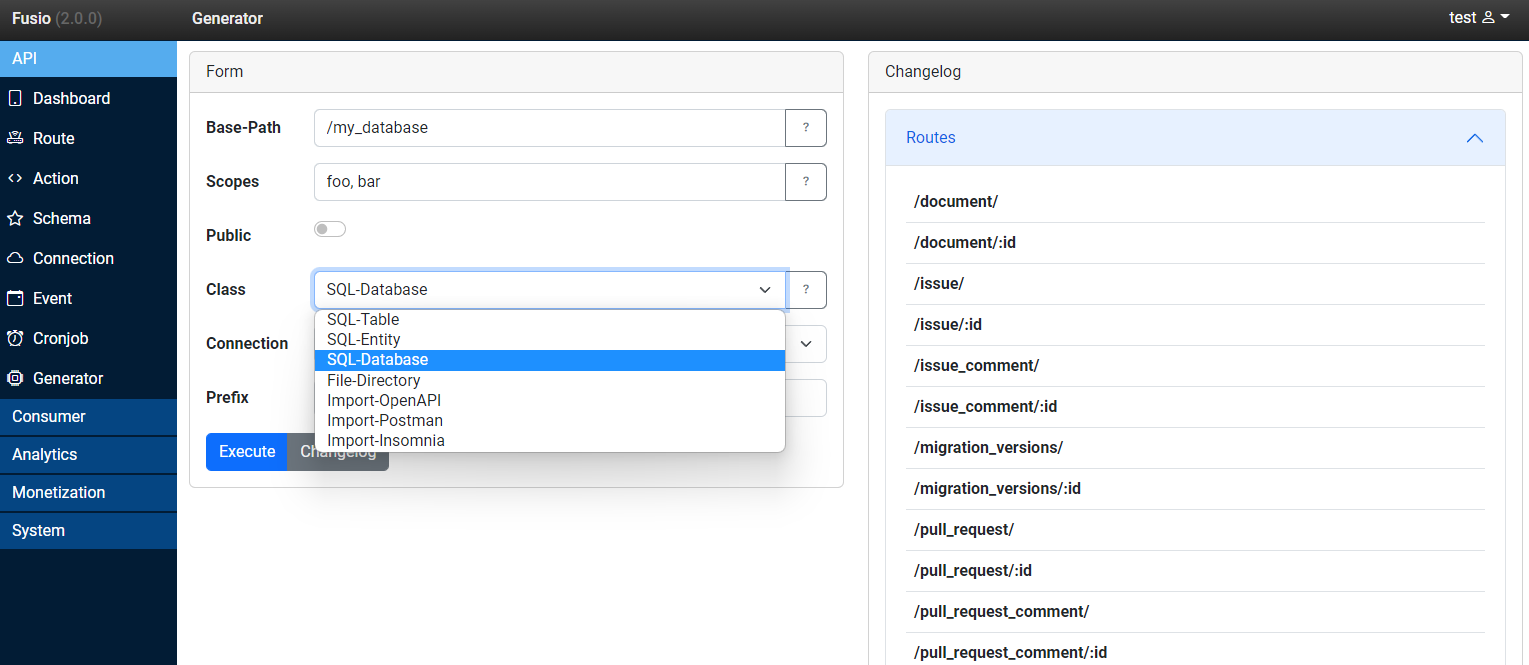 Fusio (2.0.0)
Generator
test
API
Dashboard
Route
Action
Schema
Connection
Event
Cronjob
Generator
Consumer
Analytics
Monetization
System
Form
Base-Path
/my_database
?
Scopes
foo, bar
?
Public
Class
SQL-Database
?
SQL-Table
SQL-Entity
SQL-Database
File-Directory
Import-OpenAPI
Import-Postman
Import-Insomnia
Connection
Prefix
Execute
Changelog
Changelog
Routes
/document/
/document/:id
/issue/
/issue/:id
/issue_comment/
/issue_comment/:id
/migration_versions/
/migration_versions/:id
/pull_request/
/pull_request/:id
/pull_request_comment/
/pull_request_comment/:id